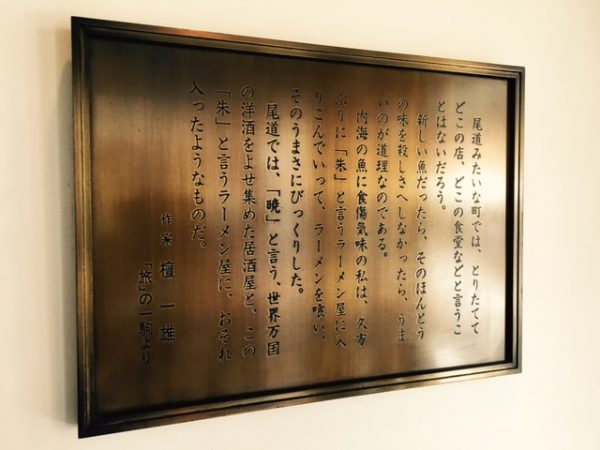 尾道みたいな町では、とりたてて
どこの店、どこの食堂などと言うこ
とはないだろう。
新しい魚だったら、そのほんとう
の味を殺しさへしなかったら、うま
いのが道理なのである。
内海の魚に食傷気味の私は、久方
ぶりに「朱」と言うラーメン屋に入
りこんでいって、ラーメンを喰い、
そのうまさにびっくりした。
尾道では、「暁」と言う、世界万国
の洋酒をよせ集めた居酒屋と、この
「朱」と言うラーメン屋に、おそれ
入ったようなものだ。
作家 檀一雄
「旅」の一駒より